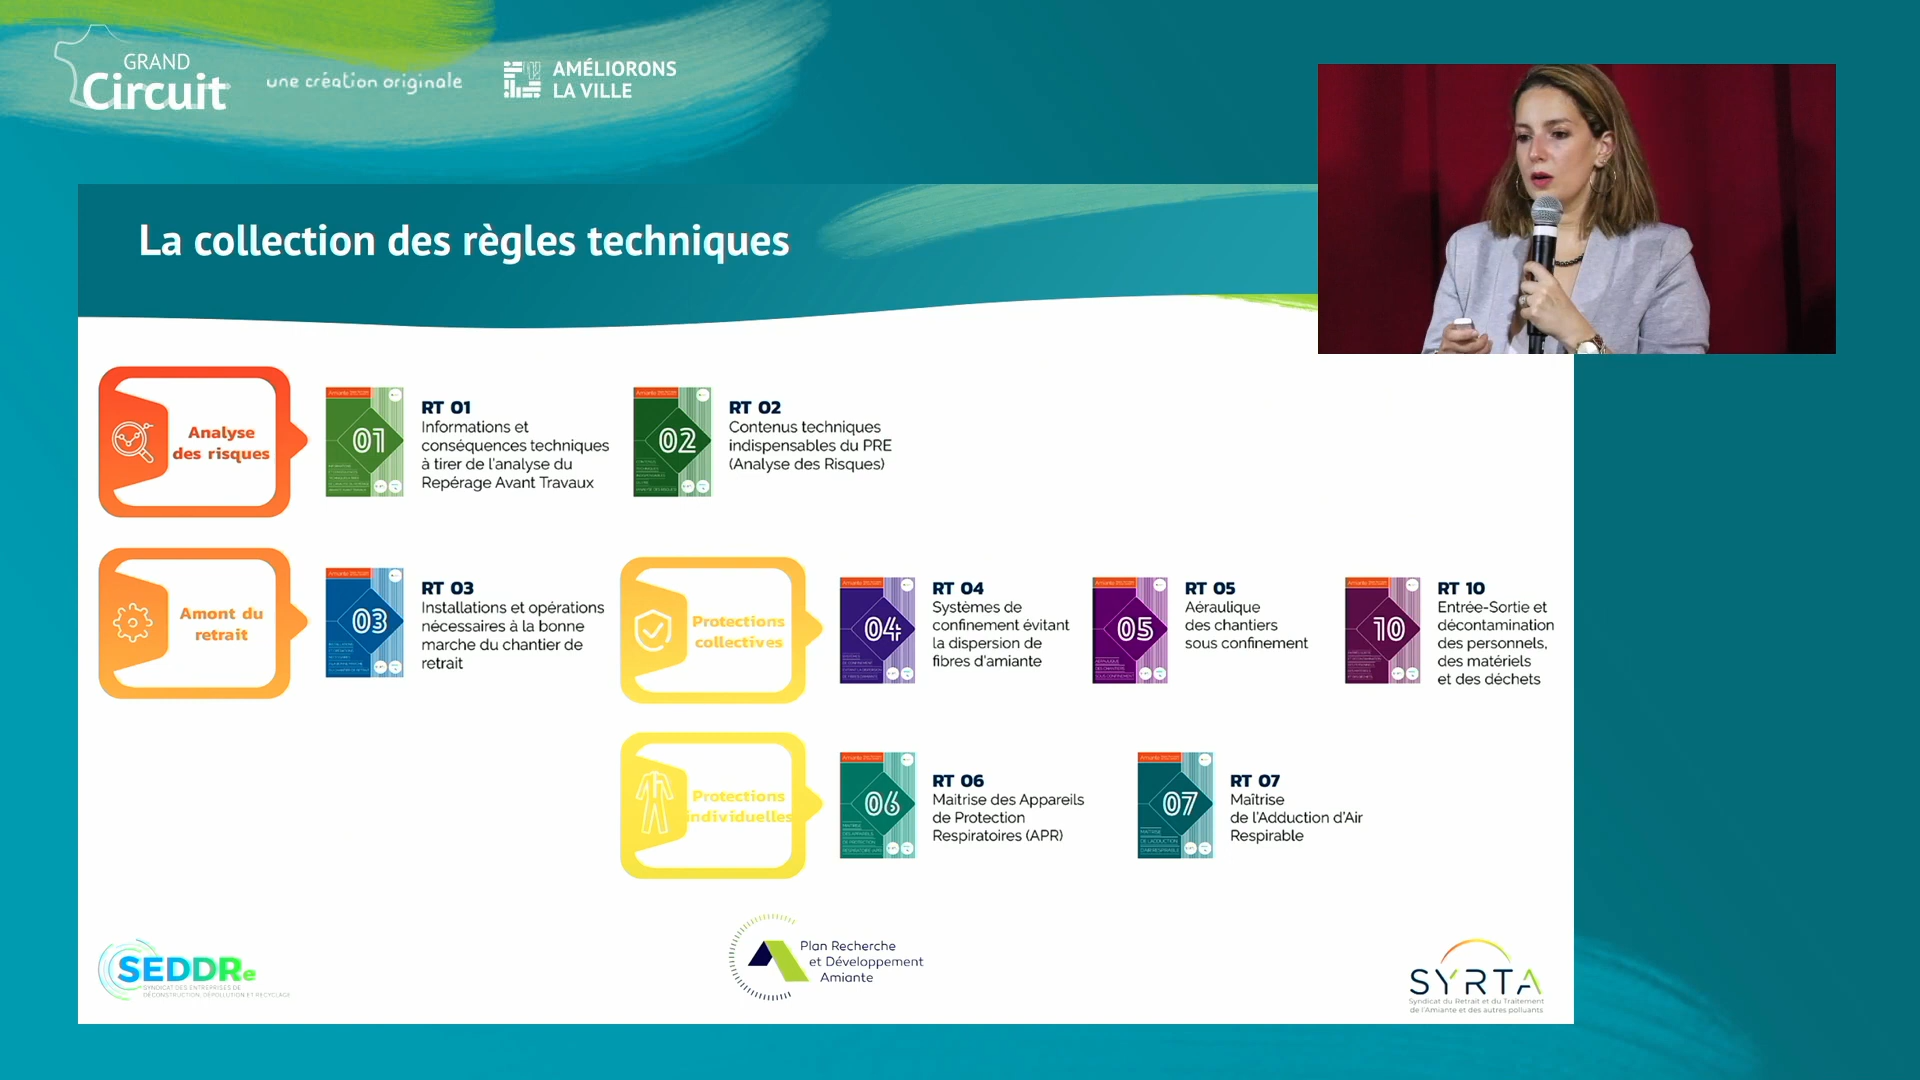 GRAND
Circuit
une création originale
AMÉLIORONS
LA VILLE
La collection des règles techniques
Analyse
des risques
01
RT 01
Informations et
conséquences techniques
à tirer de l'analyse du
Repérage Avant Travaux
02
RT 02
Contenus techniques
indispensables du PRE
(Analyse des Risques)
Amont du
retrait
03
RT 03
Installations et opérations
nécessaires à la bonne
marche du chantier de
retrait
Protections
collectives
04
RT 04
Systèmes de
confinement évitant
la dispersion de
fibres d'amiante
05
RT 05
Aéraulique
des chantiers
sous confinement
10
RT 10
Entrée-Sortie et
décontamination
des personnels,
des matériels
et des déchets
Protections
individuelles
06
RT 06
Maitrise des Appareils
de Protection
Respiratoires (APR)
07
RT 07
Maîtrise
de l'Adduction d'Air
Respirable
SEDDRe
SYNDICAT DES ENTREPRISES DE
DÉCONSTRUCTION, DÉPOLLUTION ET RECYCLAGE
Plan Recherche
et Développement
Amiante
SYRTA
Syndicat du Retrait et du Traitement
de l'Amiante et des autres polluants